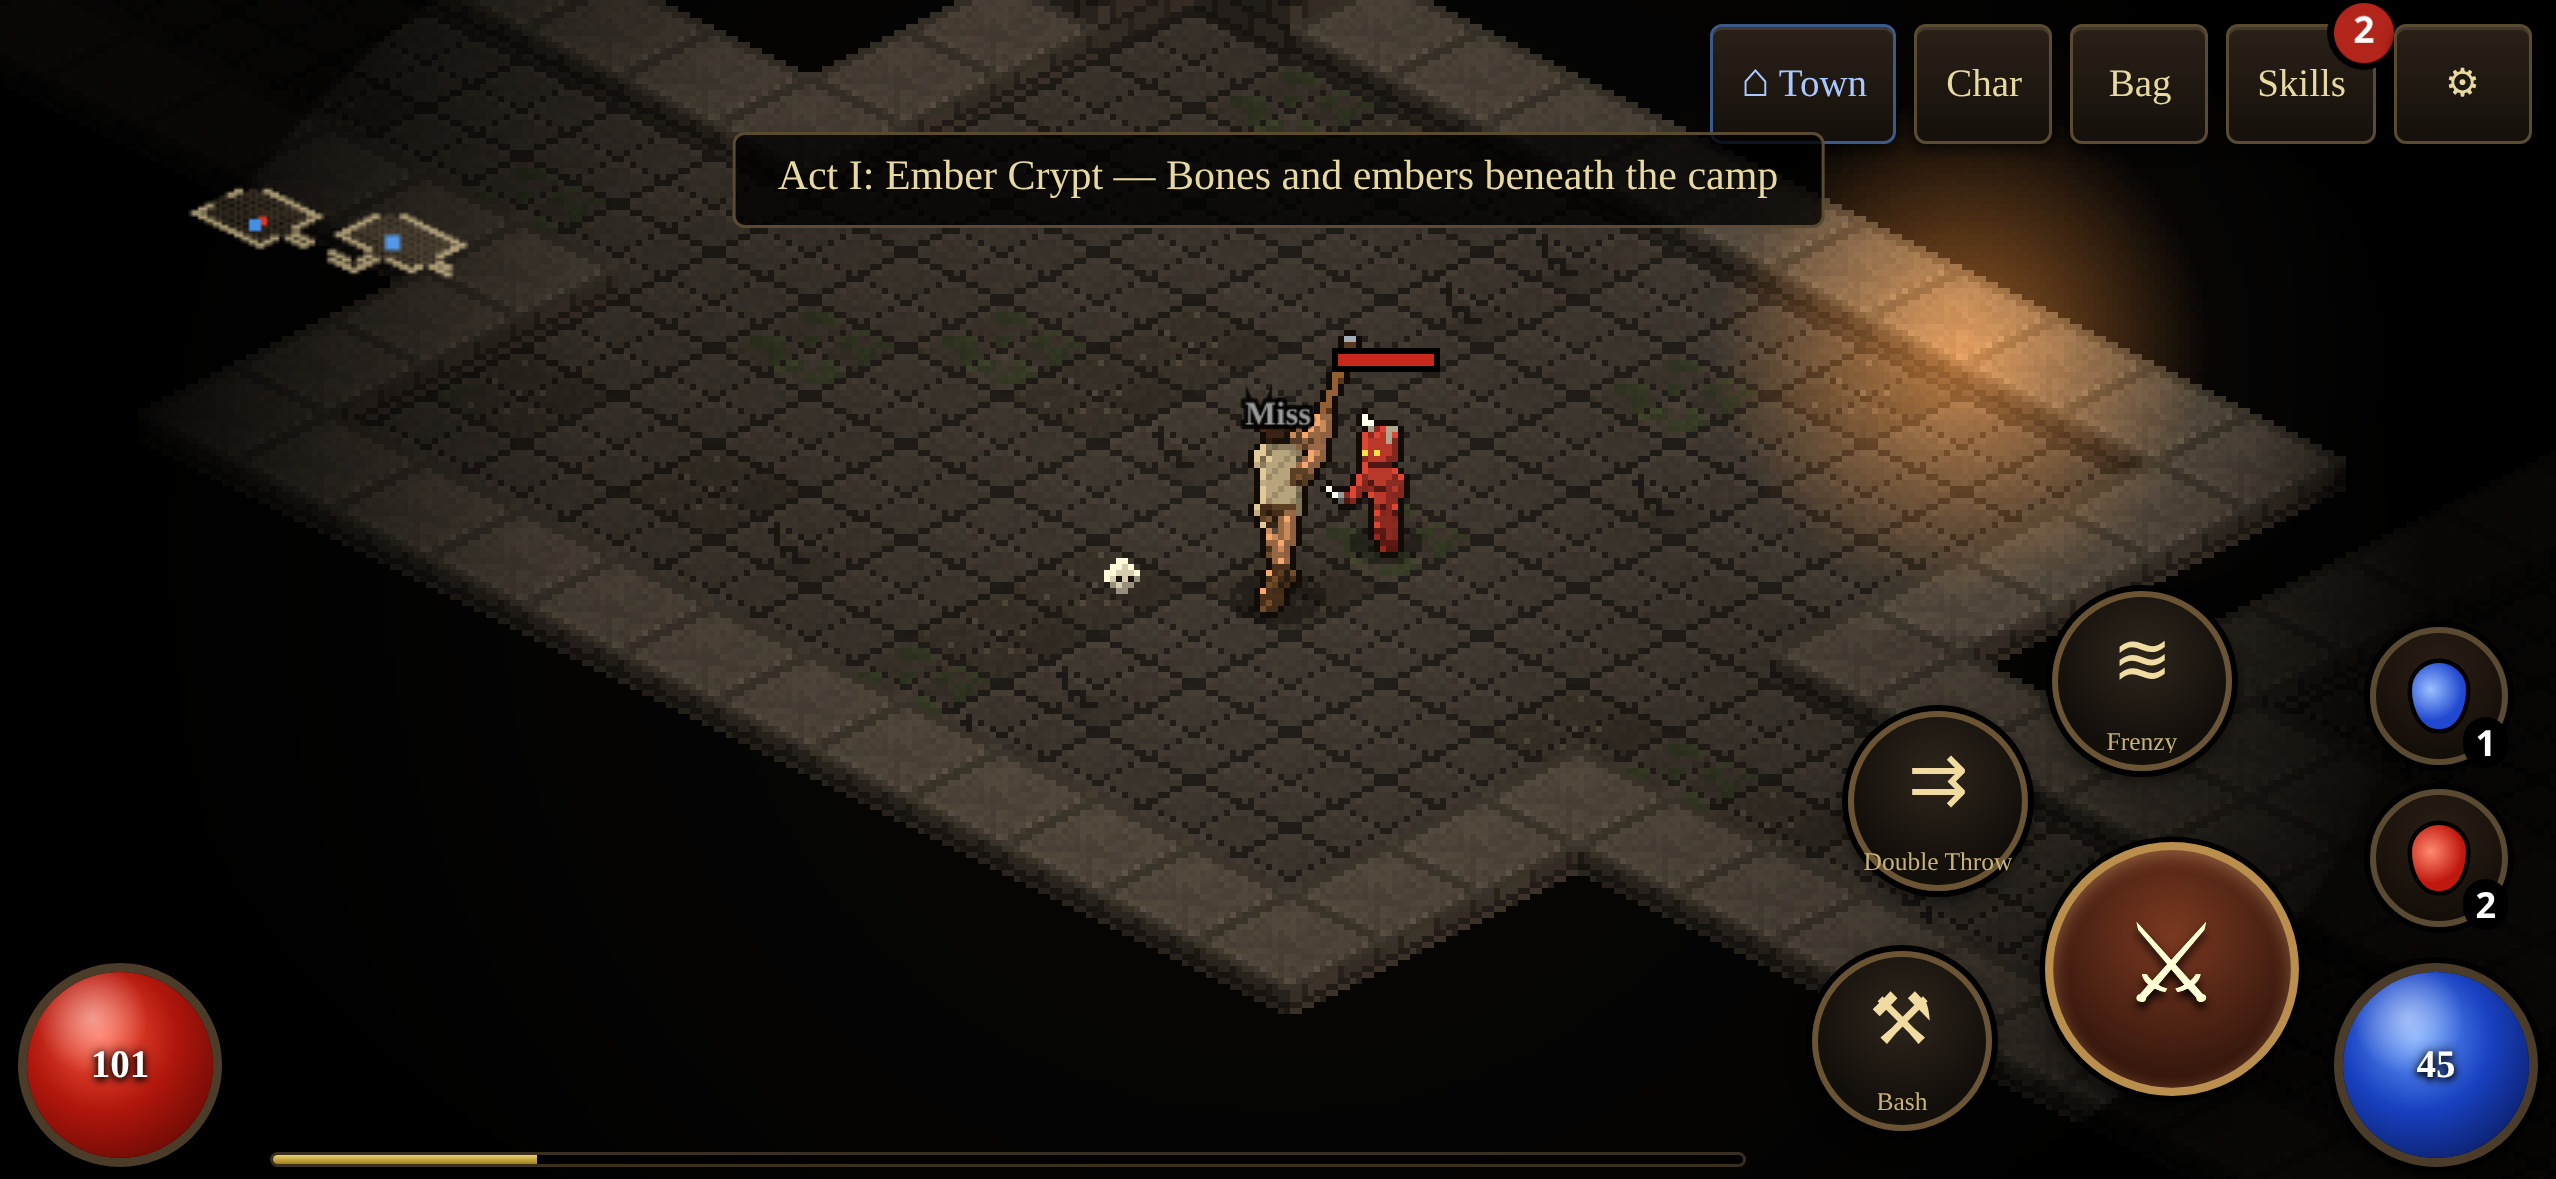 2
⌂ Town
Char
Bag
Skills
Act I: Ember Crypt — Bones and embers beneath the camp
Miss
Frenzy
1
Double Throw
2
Bash
101
45